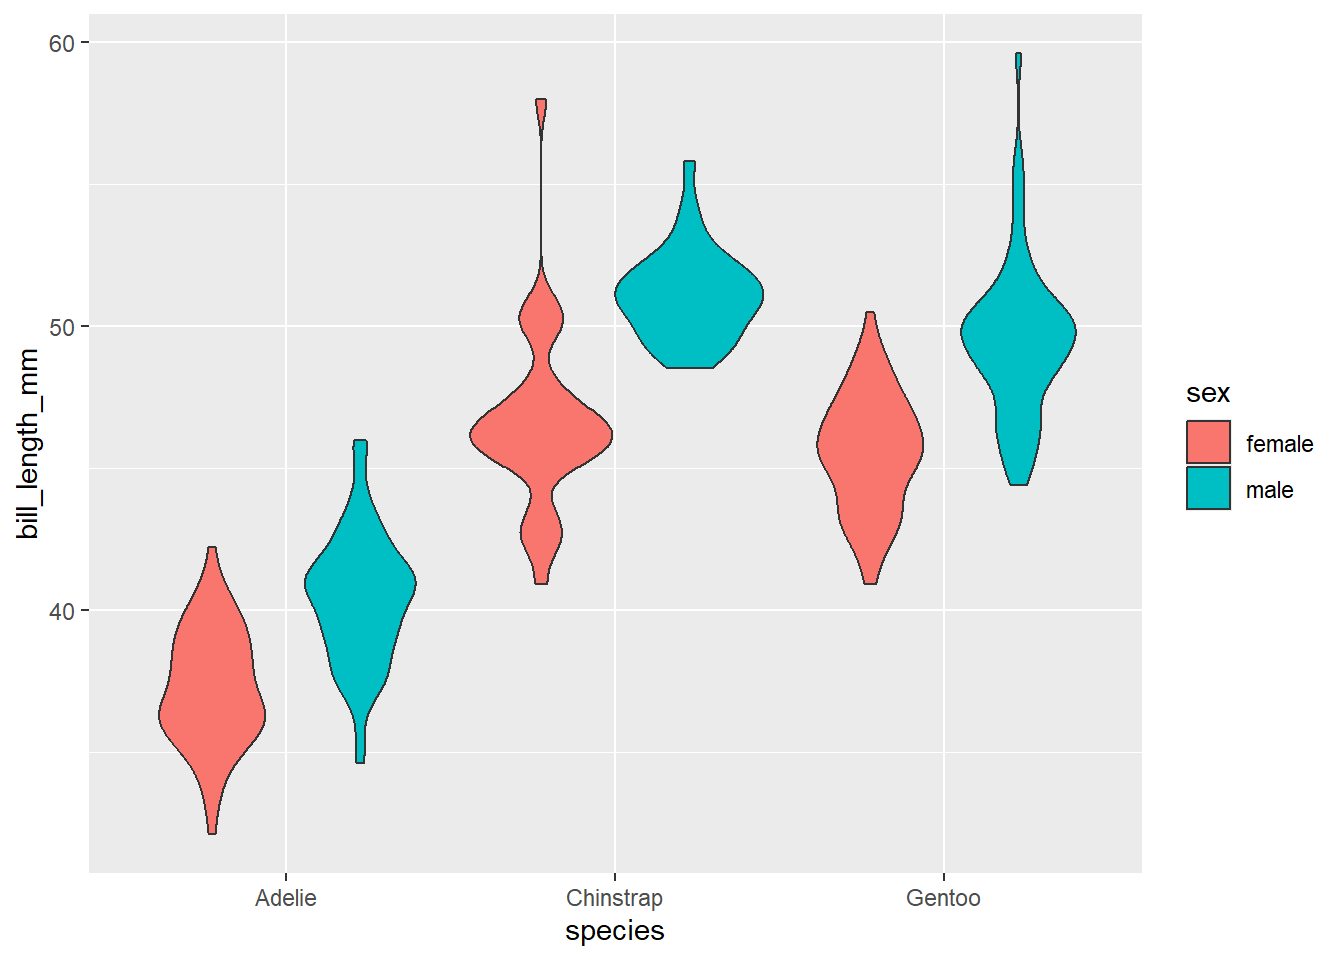 60
50
40
bill_length_mm
Adelie
Chinstrap
Gentoo
species
sex
female
male